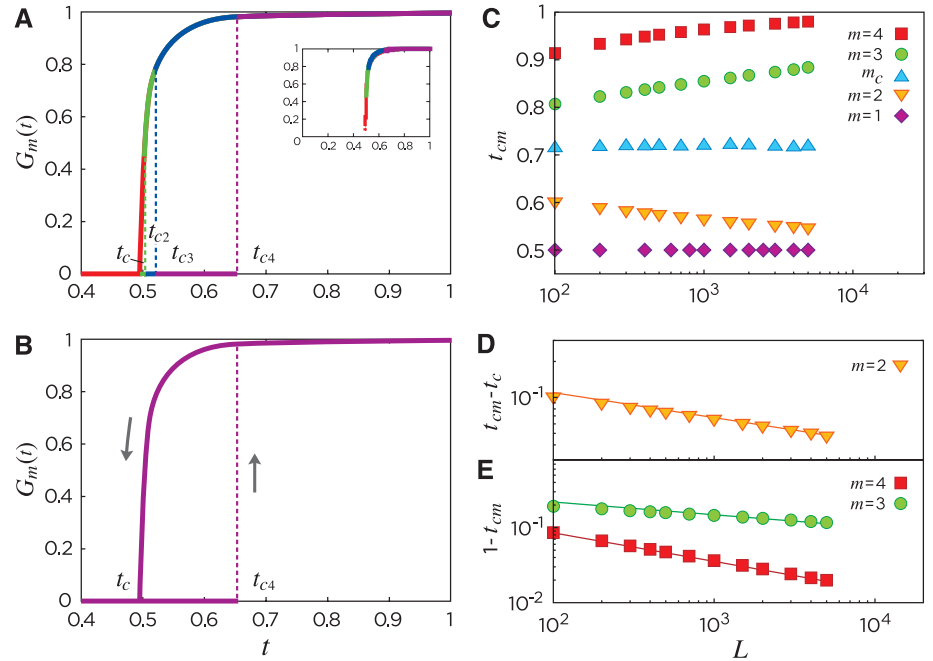 A
G_m(t)
1
0.8
0.6
0.4
0.2
0
0.4 0.5 0.6 0.7 0.8 0.9 1
t_c
t_c2
t_c3
t_c4
1
0.8
0.6
0.4
0.2
0 0.2 0.4 0.6 0.8 1
B
G_m(t)
1
0.8
0.6
0.4
0.2
0
t_c
t_c4
0.4 0.5 0.6 0.7 0.8 0.9 1
t
C
t_cm
1
0.9
0.8
0.7
0.6
0.5
m=4
m=3
m_c
m=2
m=1
10^2 10^3 10^4
D
t_cm-t_c
10^-1
m=2
E
1-t_cm
10^-1
10^-2
m=4
m=3
10^2 10^3 10^4
L